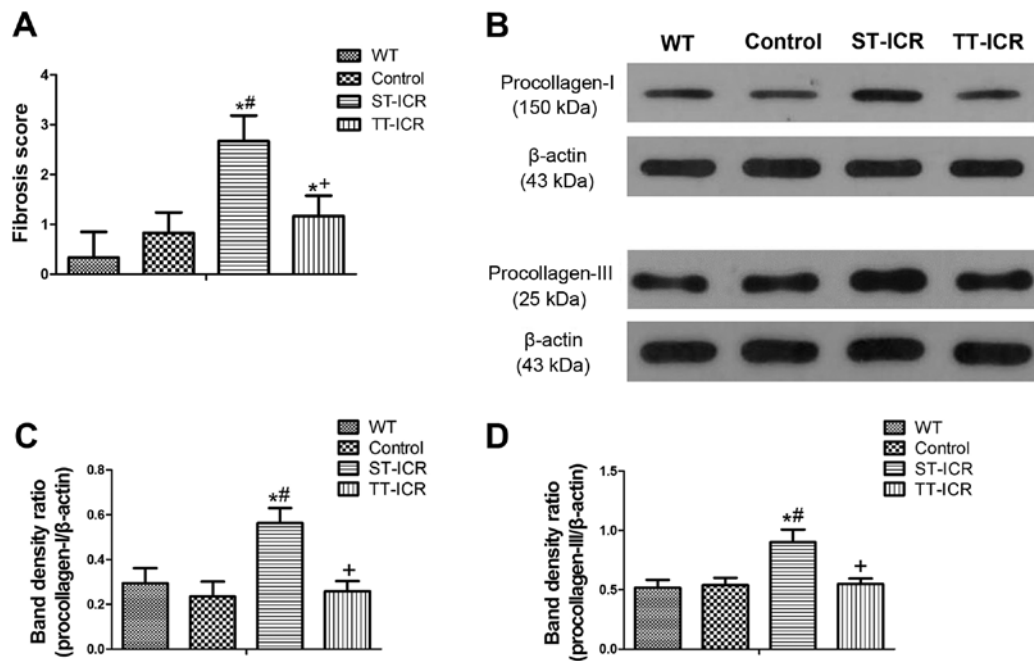 A
WT
Control
ST-ICR
TT-ICR
Fibrosis score
4
3
2
1
0
*#
*+
B
WT Control ST-ICR TT-ICR
Procollagen-I
(150 kDa)
β-actin
(43 kDa)
Procollagen-III
(25 kDa)
β-actin
(43 kDa)
C
WT
Control
ST-ICR
TT-ICR
Band density ratio
(procollagen-I/β-actin)
0.8
0.6
0.4
0.2
0.0
*#
+
D
WT
Control
ST-ICR
TT-ICR
Band density ratio
(procollagen-III/β-actin)
1.5
1.0
0.5
0.0
*#
+